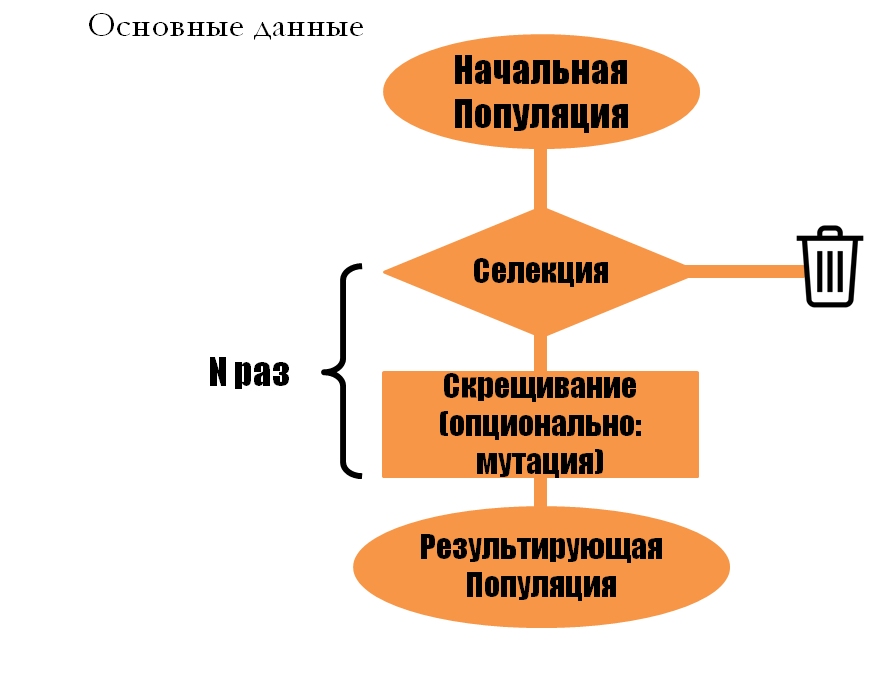 Основные данные
Начальная
Популяция
Селекция
N раз
Скрещивание
(опционально:
мутация)
Результирующая
Популяция